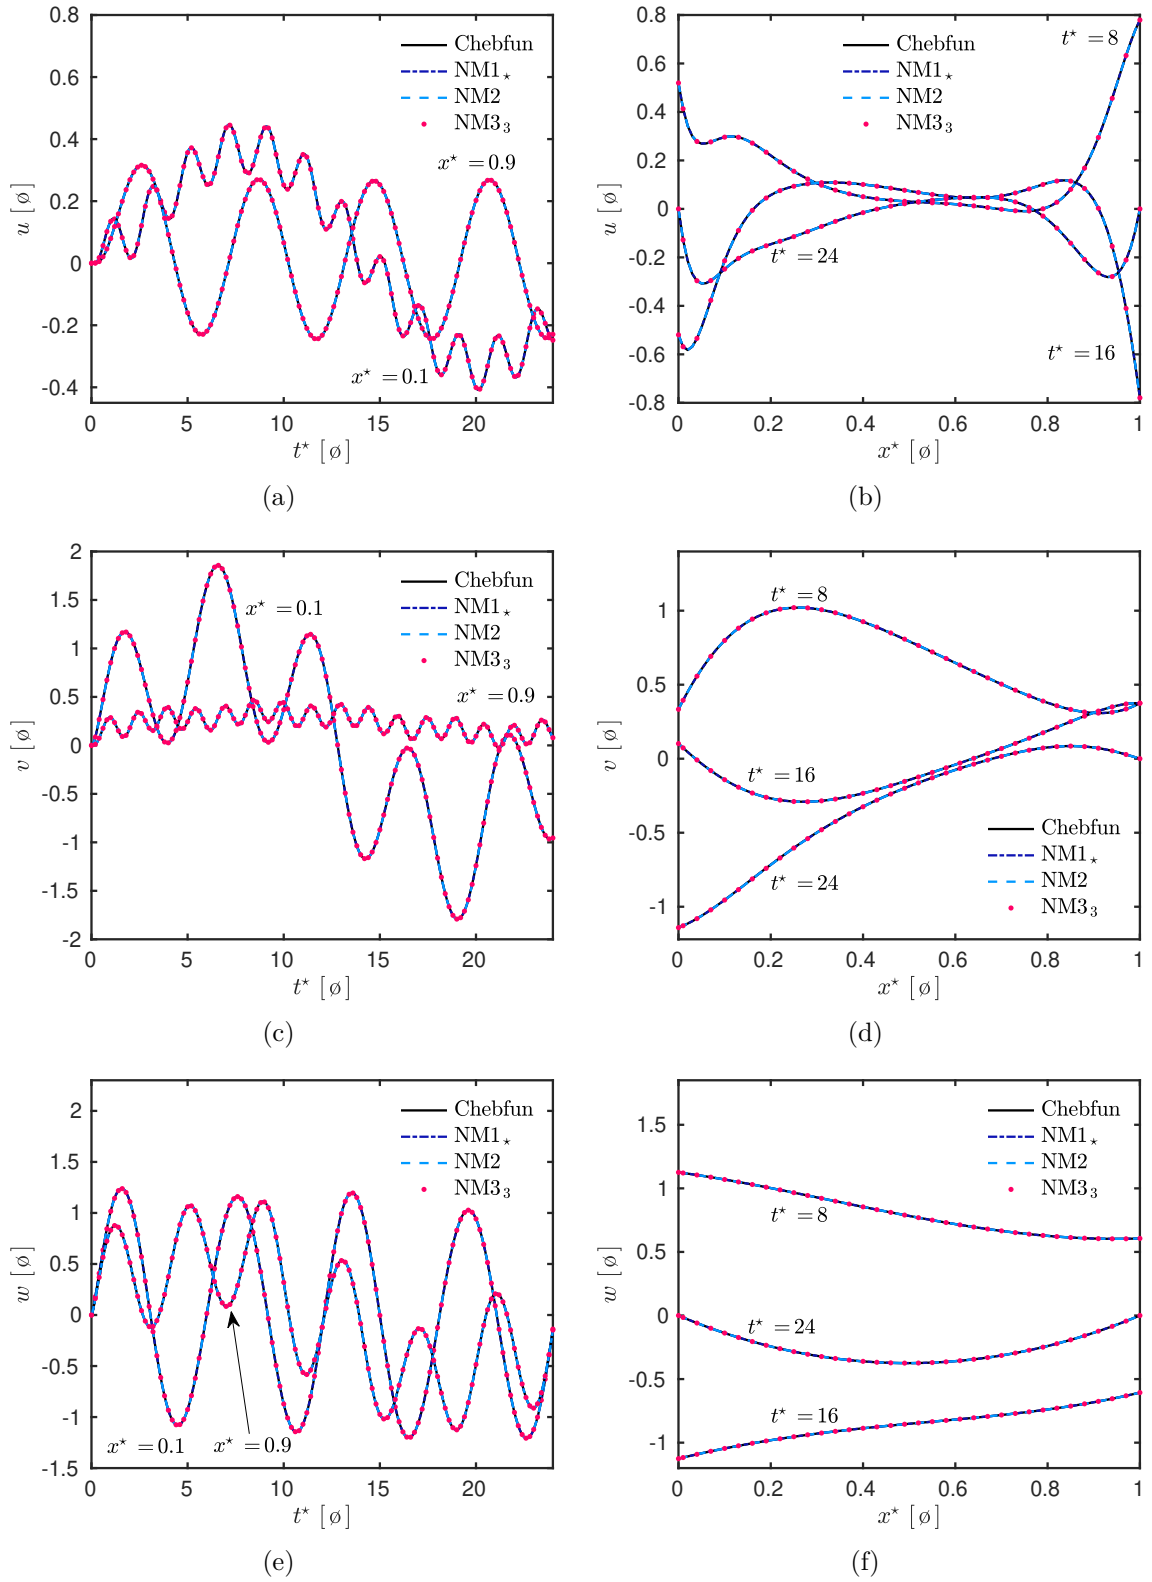 0.8
0.6
0.4
0.2
0
-0.2
-0.4
u [ø]
0 5 10 15 20
t⋆ [ø]
Chebfun
NM1⋆
NM2
NM3₃
x⋆ = 0.9
x⋆ = 0.1
(a)
0.8
0.6
0.4
0.2
0
-0.2
-0.4
-0.6
-0.8
u [ø]
0 0.2 0.4 0.6 0.8 1
x⋆ [ø]
Chebfun
NM1⋆
NM2
NM3₃
t⋆ = 8
t⋆ = 24
t⋆ = 16
(b)
2
1.5
1
0.5
0
-0.5
-1
-1.5
-2
v [ø]
0 5 10 15 20
t⋆ [ø]
Chebfun
NM1⋆
NM2
NM3₃
x⋆ = 0.1
x⋆ = 0.9
(c)
1
0.5
0
-0.5
-1
v [ø]
0 0.2 0.4 0.6 0.8 1
x⋆ [ø]
t⋆ = 8
t⋆ = 16
t⋆ = 24
Chebfun
NM1⋆
NM2
NM3₃
(d)
2
1.5
1
0.5
0
-0.5
-1
-1.5
w [ø]
0 5 10 15 20
t⋆ [ø]
Chebfun
NM1⋆
NM2
NM3₃
x⋆ = 0.1
x⋆ = 0.9
(e)
1.5
1
0.5
0
-0.5
-1
w [ø]
0 0.2 0.4 0.6 0.8 1
x⋆ [ø]
Chebfun
NM1⋆
NM2
NM3₃
t⋆ = 8
t⋆ = 24
t⋆ = 16
(f)